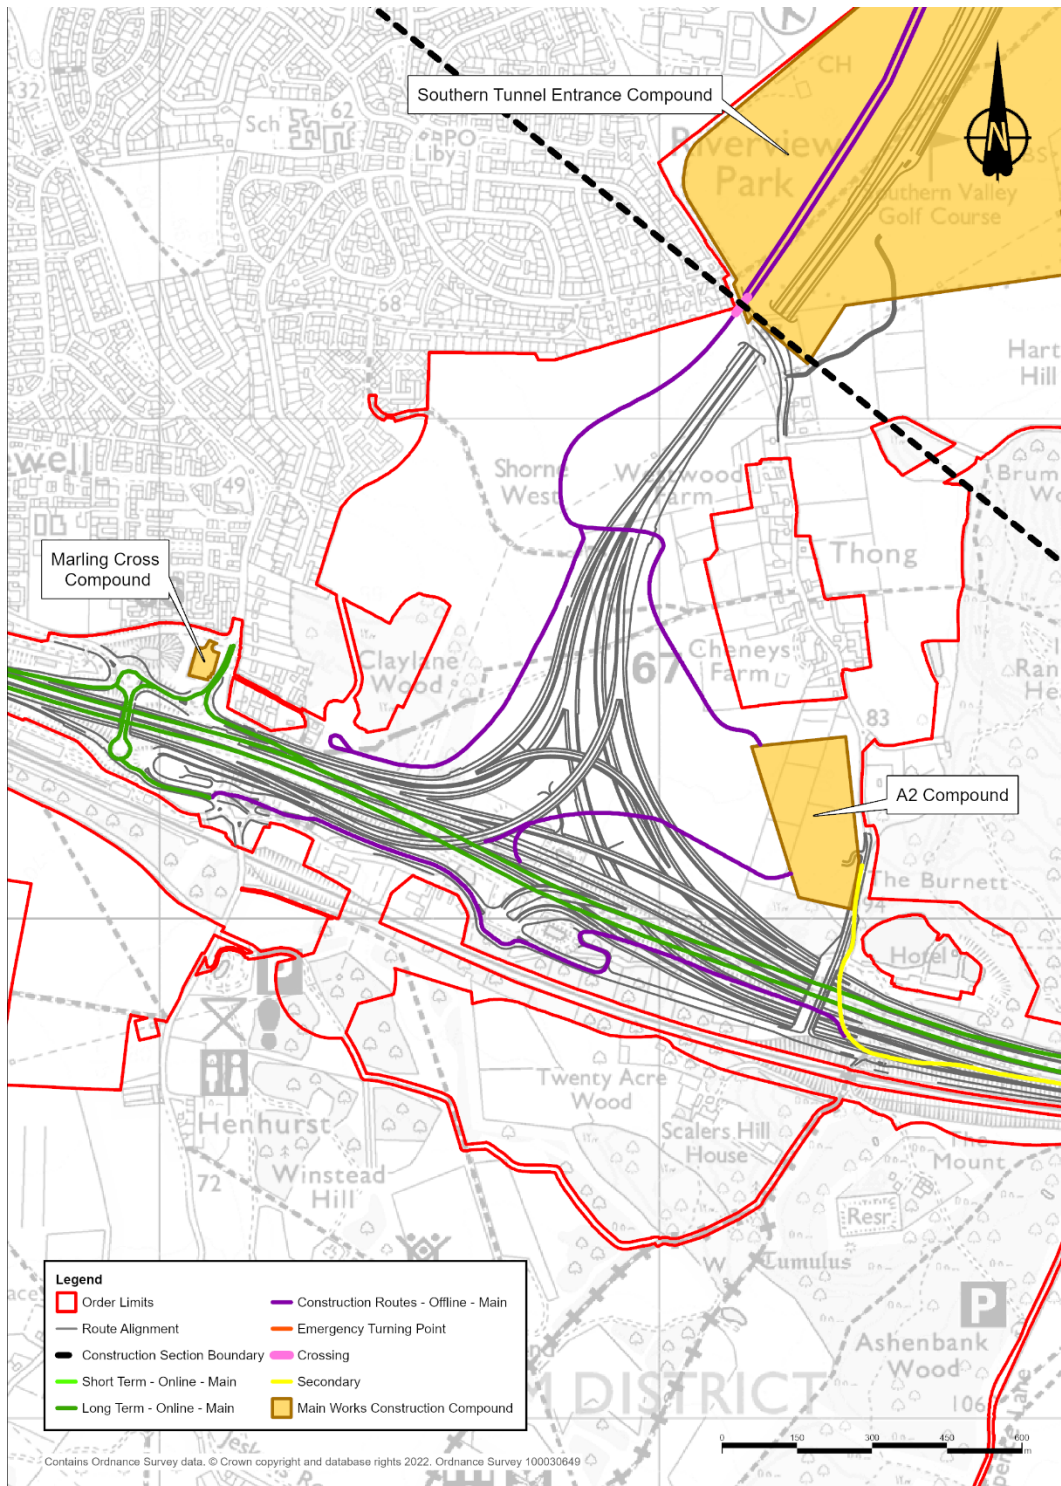 32
Sch
62
PO
Liby
CH
Southern Tunnel Entrance Compound
Riverview
Park
N
Southern Valley
Golf Course
68
Hart
Hill
Shorne
West
Westwood
Farm
49
Thong
Marling Cross
Compound
Claylane
Wood
67
Cheneys
Farm
83
A2 Compound
The Burnett
94
Hotel
P
Henhurst
Twenty Acre
Wood
Scalers Hill
House
The
Mount
Winstead
Hill
72
Resr
W
Tumulus
P
Ashenbank
Wood
106
DISTRICT
Legend
Order Limits
Route Alignment
Construction Section Boundary
Short Term - Online - Main
Long Term - Online - Main
Construction Routes - Offline - Main
Emergency Turning Point
Crossing
Secondary
Main Works Construction Compound
0 150 300 450 600
m
Contains Ordnance Survey data. © Crown copyright and database rights 2022. Ordnance Survey 100030649